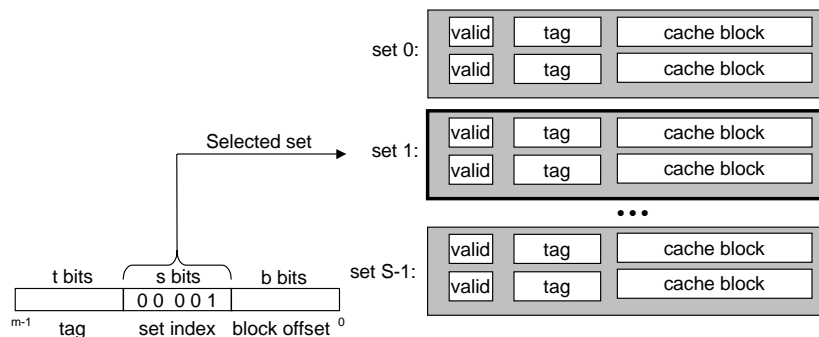 set 0: valid tag cache block
valid tag cache block
Selected set
set 1: valid tag cache block
valid tag cache block
•••
set S-1: valid tag cache block
valid tag cache block
t bits s bits b bits
0 0 0 0 1
m-1 0
tag set index block offset